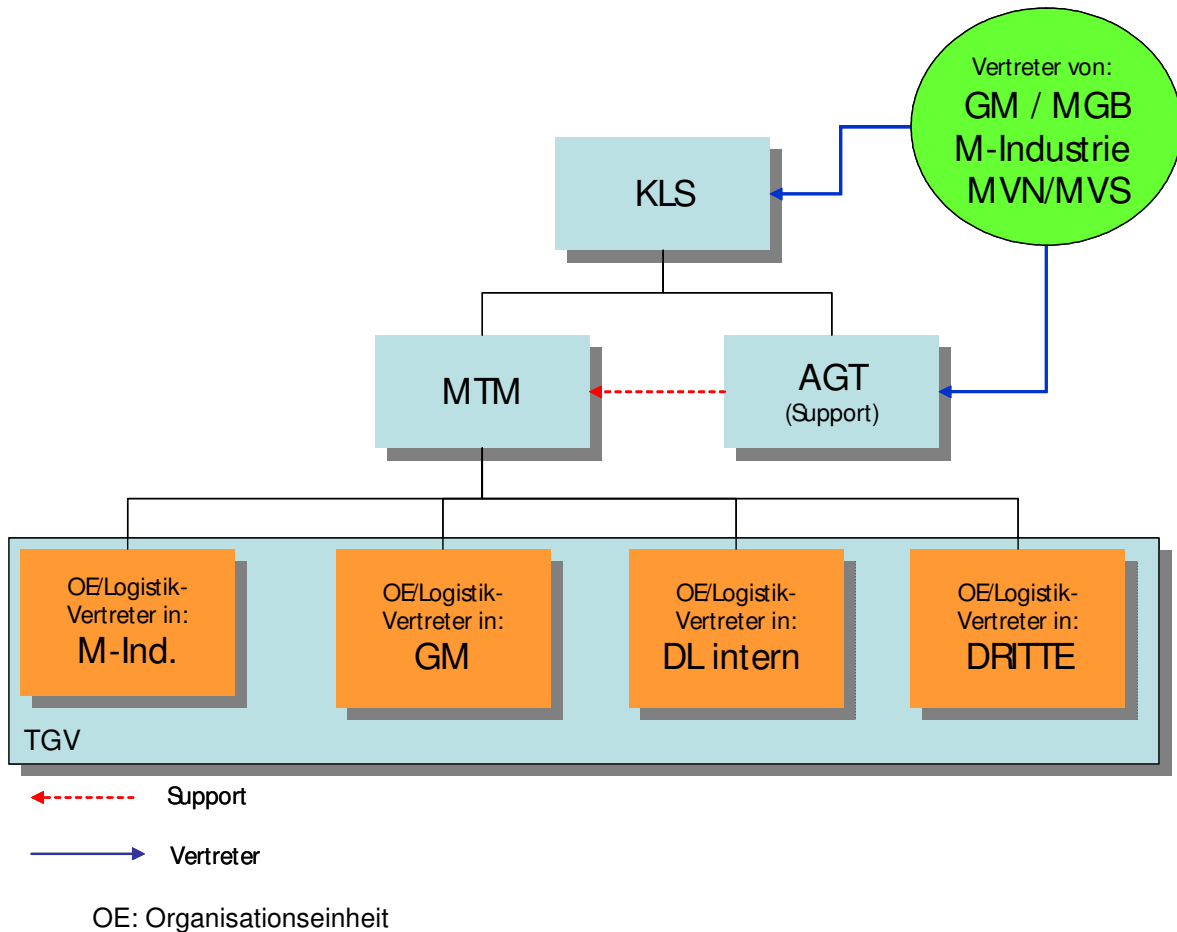 Vertreter von:
GM / MGB
M-Industrie
MVN/MVS
KLS
MTM
AGT
(Support)
OE/Logistik-
Vertreter in:
M-Ind.
OE/Logistik-
Vertreter in:
GM
OE/Logistik-
Vertreter in:
DL intern
OE/Logistik-
Vertreter in:
DRITTE
TGV
Support
Vertreter
OE: Organisationseinheit